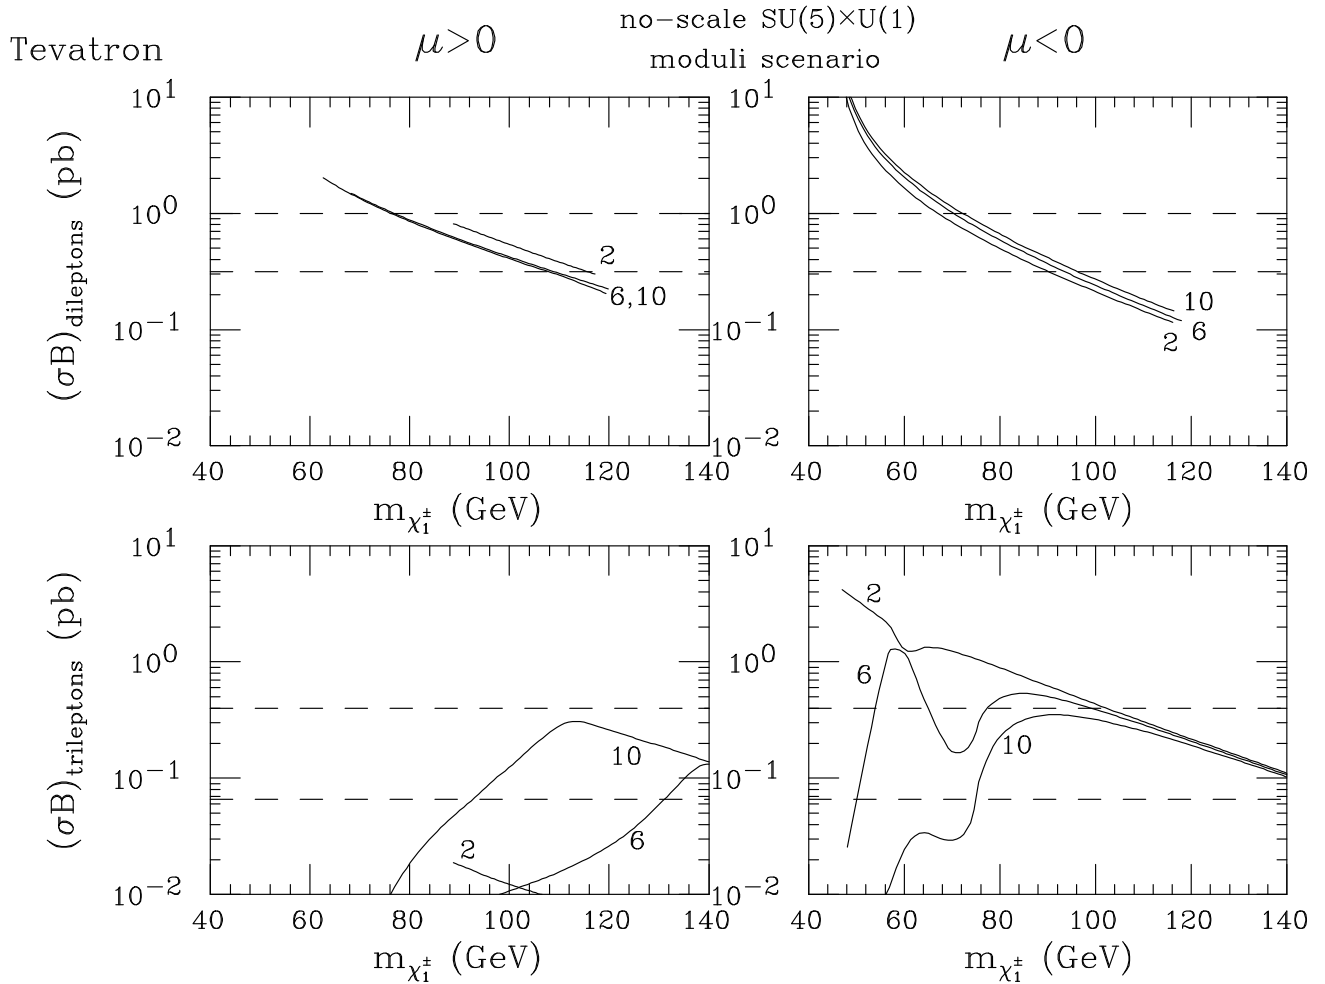 no−scale SU(5)×U(1)
Tevatron μ>0 moduli scenario μ<0
(σB)dileptons (pb)
10^1 10^0 10^−1 10^−2
2
6,10
40 60 80 100 120 140
m_χ1^± (GeV)
10^1 10^0 10^−1 10^−2
10
6
2
40 60 80 100 120 140
m_χ1^± (GeV)
(σB)trileptons (pb)
10^1 10^0 10^−1 10^−2
10
2
6
40 60 80 100 120 140
m_χ1^± (GeV)
10^1 10^0 10^−1 10^−2
2
6
10
40 60 80 100 120 140
m_χ1^± (GeV)